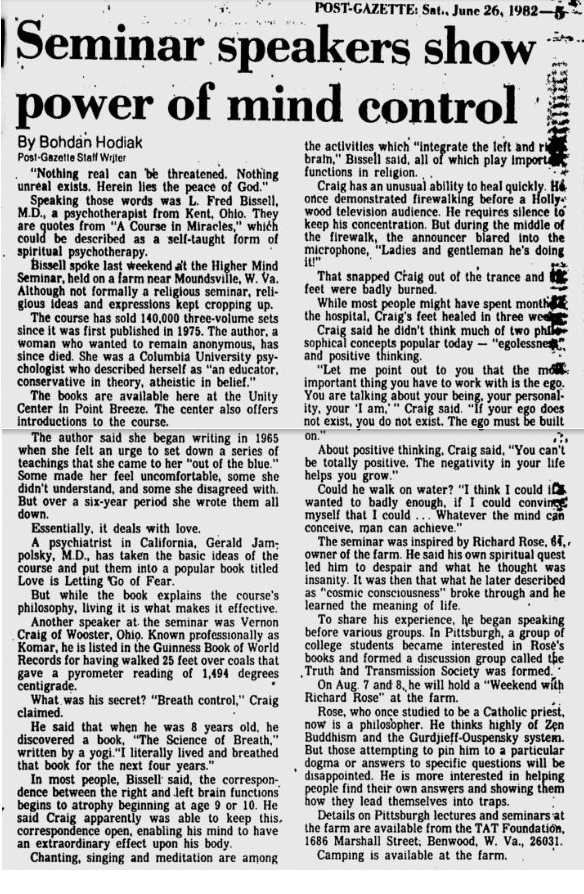 POST-GAZETTE: Sat., June 26, 1982—5
Seminar speakers show
power of mind control
By Bohdan Hodiak
Post-Gazette Staff Writer
"Nothing real can be threatened. Nothing
unreal exists. Herein lies the peace of God."
Speaking those words was L. Fred Bissell,
M.D., a psychotherapist from Kent, Ohio. They
are quotes from "A Course in Miracles," which
could be described as a self-taught form of
spiritual psychotherapy.
Bissell spoke last weekend at the Higher Mind
Seminar, held on a farm near Moundsville, W. Va.
Although not formally a religious seminar, reli-
gious ideas and expressions kept cropping up.
The course has sold 140,000 three-volume sets
since it was first published in 1975. The author, a
woman who wanted to remain anonymous, has
since died. She was a Columbia University psy-
chologist who described herself as "an educator,
conservative in theory, atheistic in belief."
The books are available here at the Unity
Center in Point Breeze. The center also offers
introductions to the course.
The author said she began writing in 1965
when she felt an urge to set down a series of
teachings that she came to her "out of the blue."
Some made her feel uncomfortable, some she
didn't understand, and some she disagreed with.
But over a six-year period she wrote them all
down.
Essentially, it deals with love.
A psychiatrist in California, Gerald Jam-
polsky, M.D., has taken the basic ideas of the
course and put them into a popular book titled
Love is Letting Go of Fear.
But while the book explains the course's
philosophy, living it is what makes it effective.
Another speaker at the seminar was Vernon
Craig of Wooster, Ohio. Known professionally as
Komar, he is listed in the Guinness Book of World
Records for having walked 25 feet over coals that
gave a pyrometer reading of 1,494 degrees
centigrade.
What was his secret? "Breath control," Craig
claimed.
He said that when he was 8 years old, he
discovered a book, "The Science of Breath,"
written by a yogi. "I literally lived and breathed
that book for the next four years."
In most people, Bissell said, the correspon-
dence between the right and left brain functions
begins to atrophy beginning at age 9 or 10. He
said Craig apparently was able to keep this
correspondence open, enabling his mind to have
an extraordinary effect upon his body.
Chanting, singing and meditation are among
the activities which "integrate the left and
brain," Bissell said, all of which play
functions in religion.
Craig has an unusual ability to heal quickly. He
once demonstrated firewalking before a Holly-
wood television audience. He requires silence to
keep his concentration. But during the middle of
the firewalk, the announcer blared into the
microphone, "Ladies and gentleman he's doing
it!"
That snapped Craig out of the trance and
feet were badly burned.
While most people might have spent
the hospital, Craig's feet healed in three
Craig said he didn't think much of two
sophical concepts popular today — "egolessness"
and positive thinking.
"Let me point out to you that the most
important thing you have to work with is the ego.
You are talking about your being, your personal-
ity, your 'I am,' " Craig said. "If your ego does
not exist, you do not exist. The ego must be built
on."
About positive thinking, Craig said, "You can't
be totally positive. The negativity in your life
helps you grow."
Could he walk on water? "I think I could if I
wanted to badly enough, if I could convince
myself that I could ... Whatever the mind can
conceive, man can achieve."
The seminar was inspired by Richard Rose,
owner of the farm. He said his own spiritual quest
led him to despair and what he thought was
insanity. It was then that what he later described
as "cosmic consciousness" broke through and he
learned the meaning of life.
To share his experience, he began speaking
before various groups. In Pittsburgh, a group of
college students became interested in Rose's
books and formed a discussion group called the
Truth and Transmission Society was formed.
On Aug. 7 and 8, he will hold a "Weekend with
Richard Rose" at the farm.
Rose, who once studied to be a Catholic priest,
now is a philosopher. He thinks highly of Zen
Buddhism and the Gurdjieff-Ouspensky system.
But those attempting to pin him to a particular
dogma or answers to specific questions will be
disappointed. He is more interested in helping
people find their own answers and showing them
how they lead themselves into traps.
Details on Pittsburgh lectures and seminars at
the farm are available from the TAT Foundation,
1686 Marshall Street, Benwood, W. Va., 26031.
Camping is available at the farm.